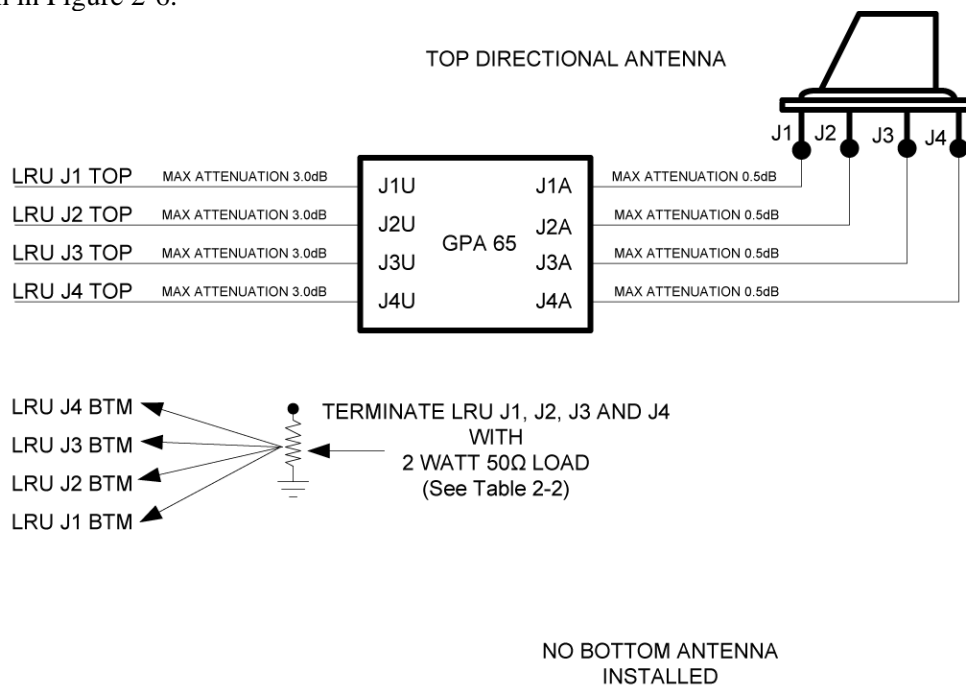 in Figure 2-6.
TOP DIRECTIONAL ANTENNA
J1 J2 J3 J4
LRU J1 TOP MAX ATTENUATION 3.0dB J1U J1A MAX ATTENUATION 0.5dB
LRU J2 TOP MAX ATTENUATION 3.0dB J2U J2A MAX ATTENUATION 0.5dB
GPA 65
LRU J3 TOP MAX ATTENUATION 3.0dB J3U J3A MAX ATTENUATION 0.5dB
LRU J4 TOP MAX ATTENUATION 3.0dB J4U J4A MAX ATTENUATION 0.5dB
LRU J4 BTM
LRU J3 BTM
LRU J2 BTM
LRU J1 BTM
TERMINATE LRU J1, J2, J3 AND J4
WITH
2 WATT 50Ω LOAD
(See Table 2-2)
NO BOTTOM ANTENNA
INSTALLED